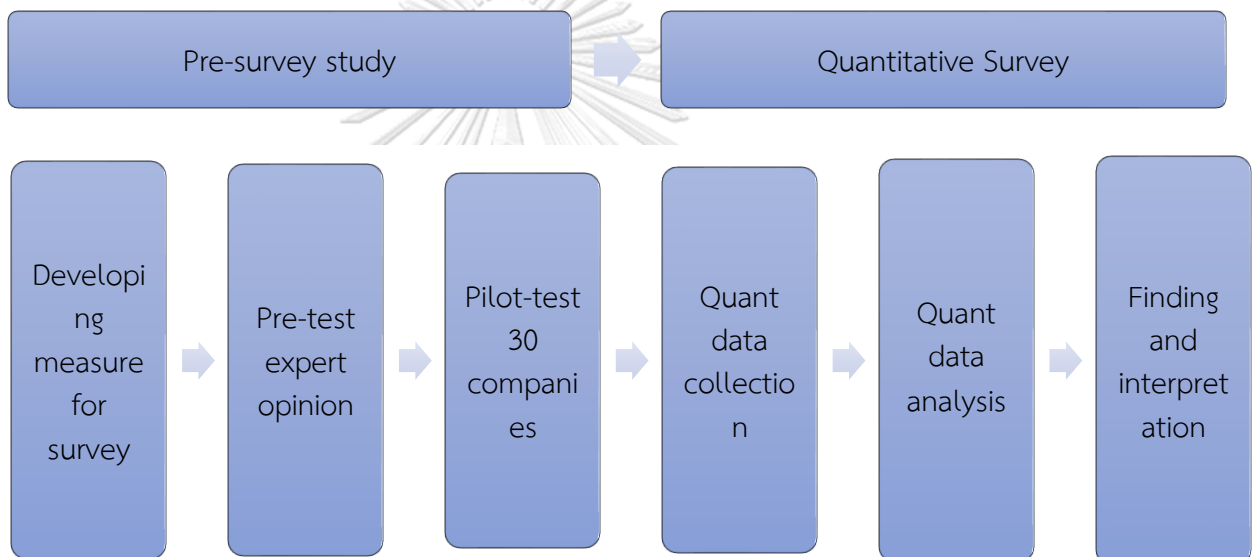 Pre-survey study
Quantitative Survey
Developi
ng
measure
for
survey
Pre-test
expert
opinion
Pilot-test
30
compani
es
Quant
data
collectio
n
Quant
data
analysis
Finding
and
interpret
ation